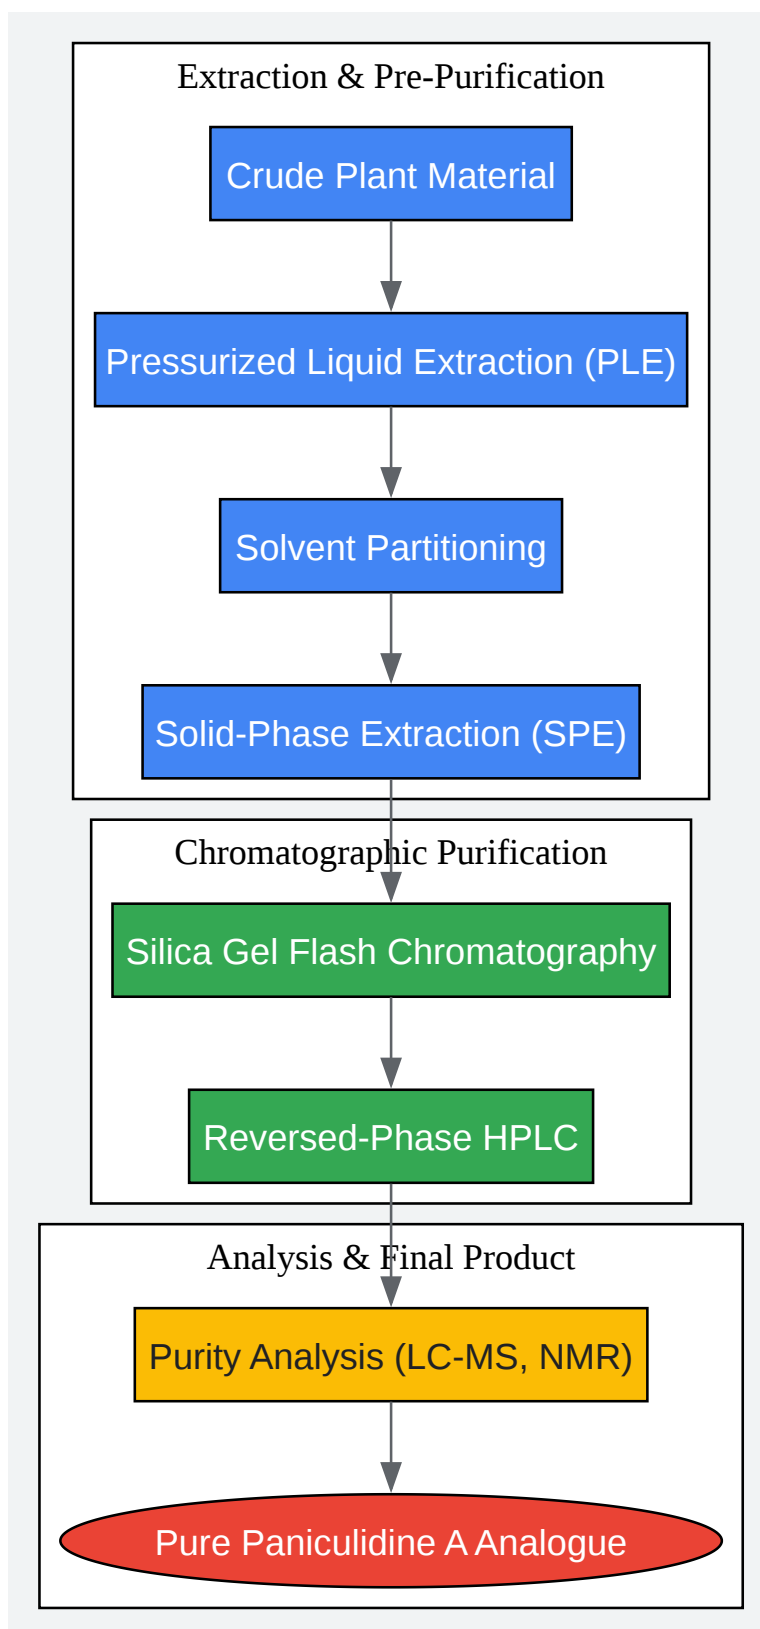 Extraction & Pre-Purification
Crude Plant Material
Pressurized Liquid Extraction (PLE)
Solvent Partitioning
Solid-Phase Extraction (SPE)
Chromatographic Purification
Silica Gel Flash Chromatography
Reversed-Phase HPLC
Analysis & Final Product
Purity Analysis (LC-MS, NMR)
Pure Paniculidine A Analogue